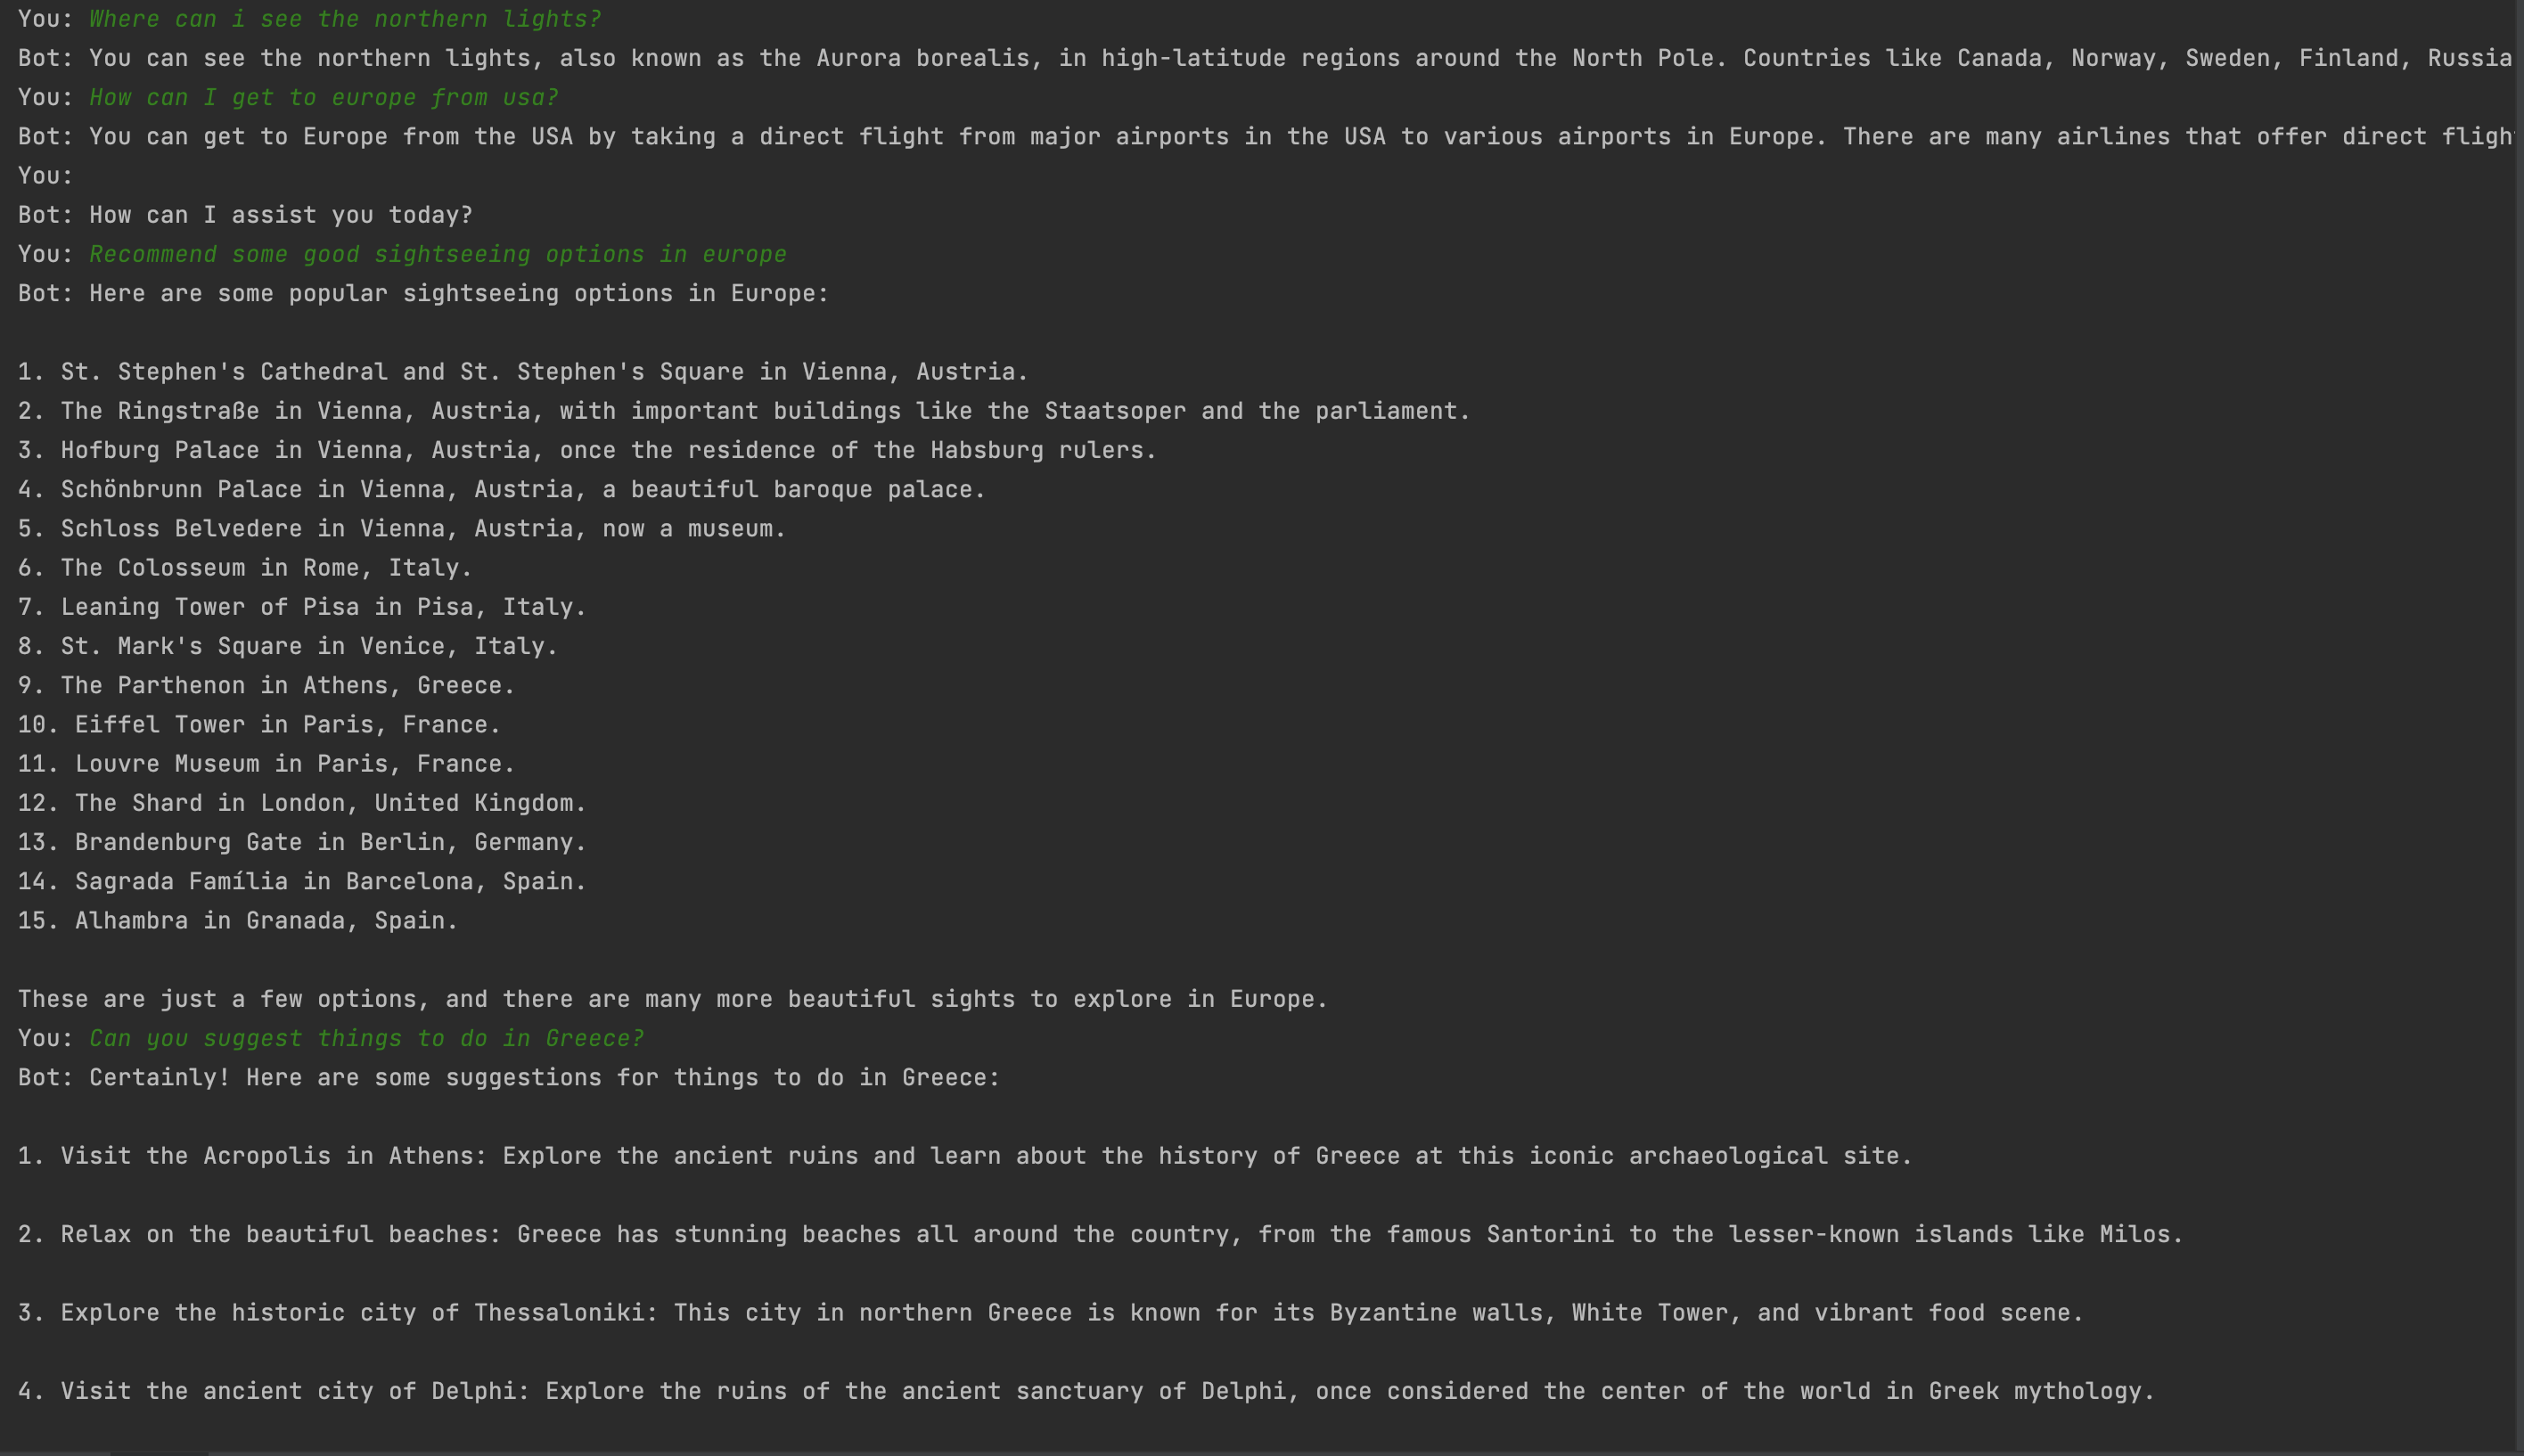 You: Where can i see the northern lights?
Bot: You can see the northern lights, also known as the Aurora borealis, in high-latitude regions around the North Pole. Countries like Canada, Norway, Sweden, Finland, Russia
You: How can I get to europe from usa?
Bot: You can get to Europe from the USA by taking a direct flight from major airports in the USA to various airports in Europe. There are many airlines that offer direct
You:
Bot: How can I assist you today?
You: Recommend some good sightseeing options in europe
Bot: Here are some popular sightseeing options in Europe:
1. St. Stephen's Cathedral and St. Stephen's Square in Vienna, Austria.
2. The Ringstraße in Vienna, Austria, with important buildings like the Staatsoper and the parliament.
3. Hofburg Palace in Vienna, Austria, once the residence of the Habsburg rulers.
4. Schönbrunn Palace in Vienna, Austria, a beautiful baroque palace.
5. Schloss Belvedere in Vienna, Austria, now a museum.
6. The Colosseum in Rome, Italy.
7. Leaning Tower of Pisa in Pisa, Italy.
8. St. Mark's Square in Venice, Italy.
9. The Parthenon in Athens, Greece.
10. Eiffel Tower in Paris, France.
11. Louvre Museum in Paris, France.
12. The Shard in London, United Kingdom.
13. Brandenburg Gate in Berlin, Germany.
14. Sagrada Família in Barcelona, Spain.
15. Alhambra in Granada, Spain.
These are just a few options, and there are many more beautiful sights to explore in Europe.
You: Can you suggest things to do in Greece?
Bot: Certainly! Here are some suggestions for things to do in Greece:
1. Visit the Acropolis in Athens: Explore the ancient ruins and learn about the history of Greece at this iconic archaeological site.
2. Relax on the beautiful beaches: Greece has stunning beaches all around the country, from the famous Santorini to the lesser-known islands like Milos.
3. Explore the historic city of Thessaloniki: This city in northern Greece is known for its Byzantine walls, White Tower, and vibrant food scene.
4. Visit the ancient city of Delphi: Explore the ruins of the ancient sanctuary of Delphi, once considered the center of the world in Greek mythology.